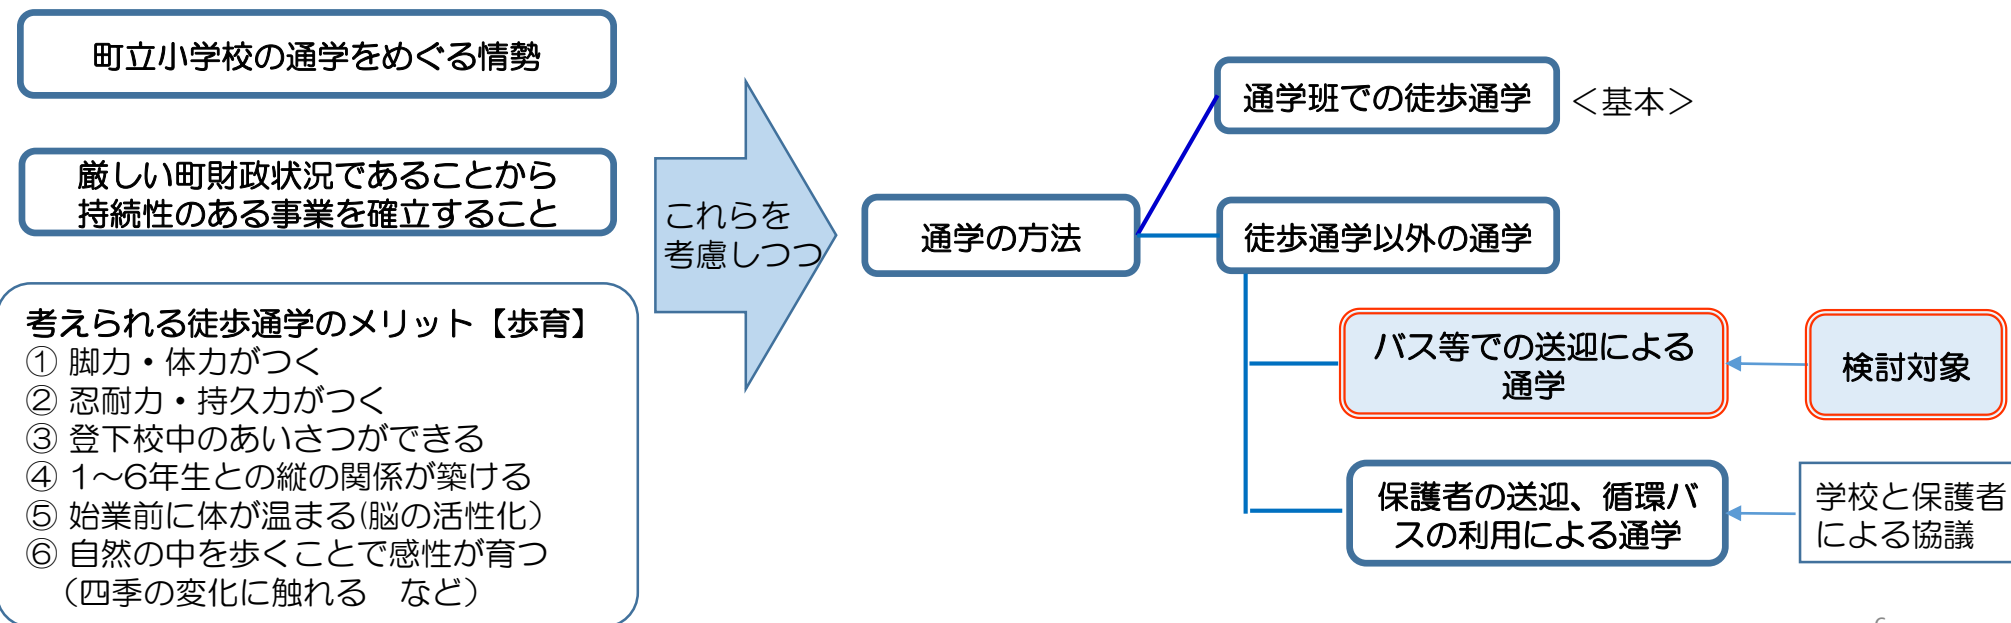 町立小学校の通学をめぐる情勢
厳しい町財政状況であることから
持続性のある事業を確立すること
考えられる徒歩通学のメリット【歩育】
① 脚力・体力がつく
② 忍耐力・持久力がつく
③ 登下校中のあいさつができる
④ 1～6年生との縦の関係が築ける
⑤ 始業前に体が温まる(脳の活性化）
⑥ 自然の中を歩くことで感性が育つ
（四季の変化に触れる　など）
これらを
考慮しつつ
通学の方法
通学班での徒歩通学
＜基本＞
徒歩通学以外の通学
バス等での送迎による
通学
検討対象
保護者の送迎、循環バ
スの利用による通学
学校と保護者
による協議